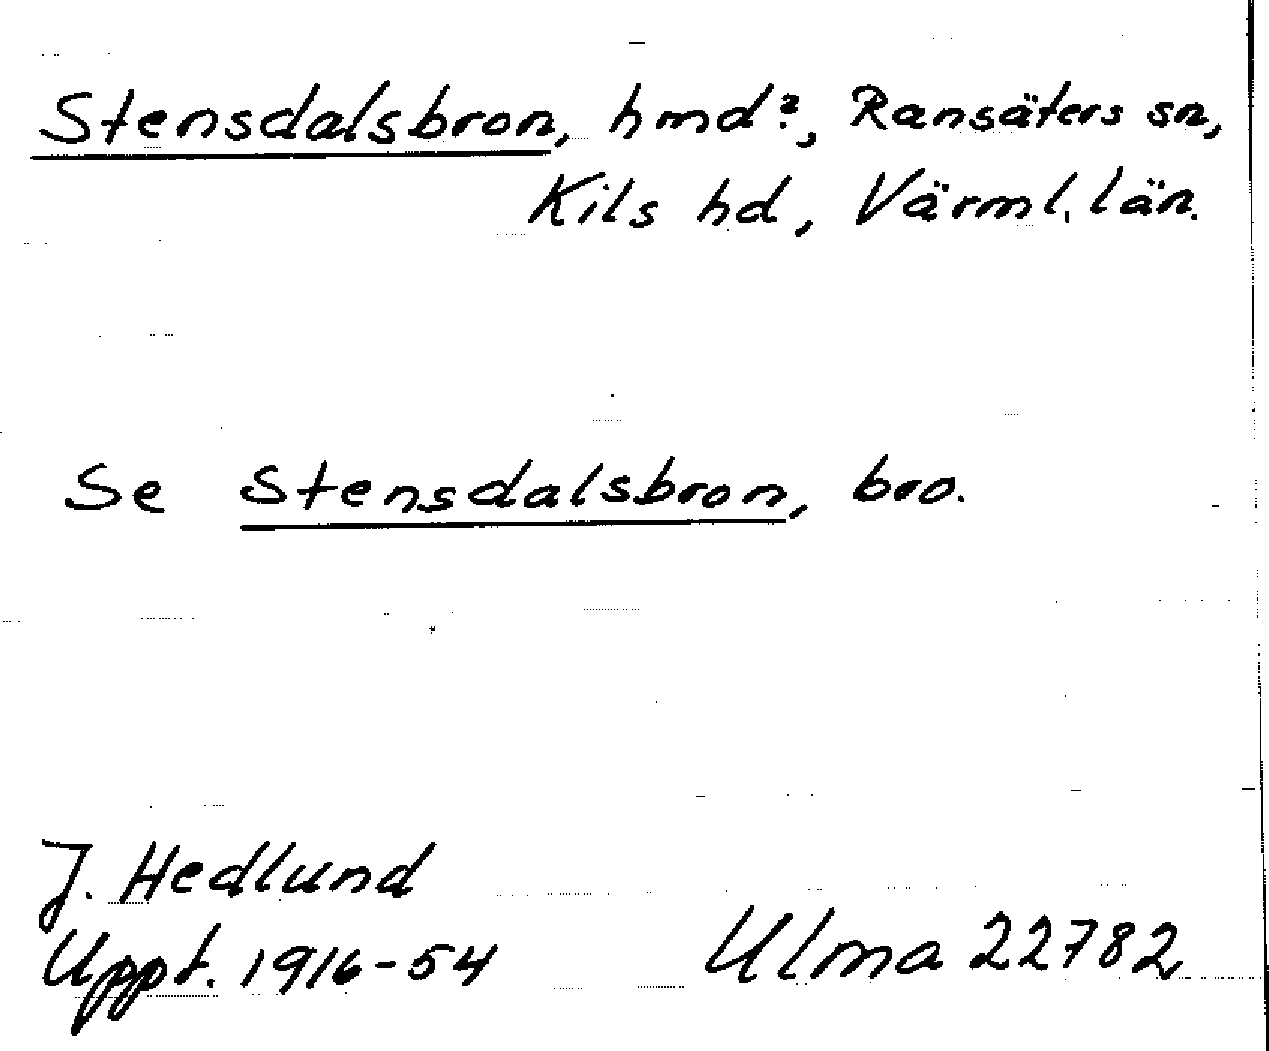 Stensdalsbron, hmd?, Ransäters sn,
Kils hd, Värml. län.
Se Stensdalsbron, bro.
J. Hedlund
Uppt. 1916-54
Ulma 22782